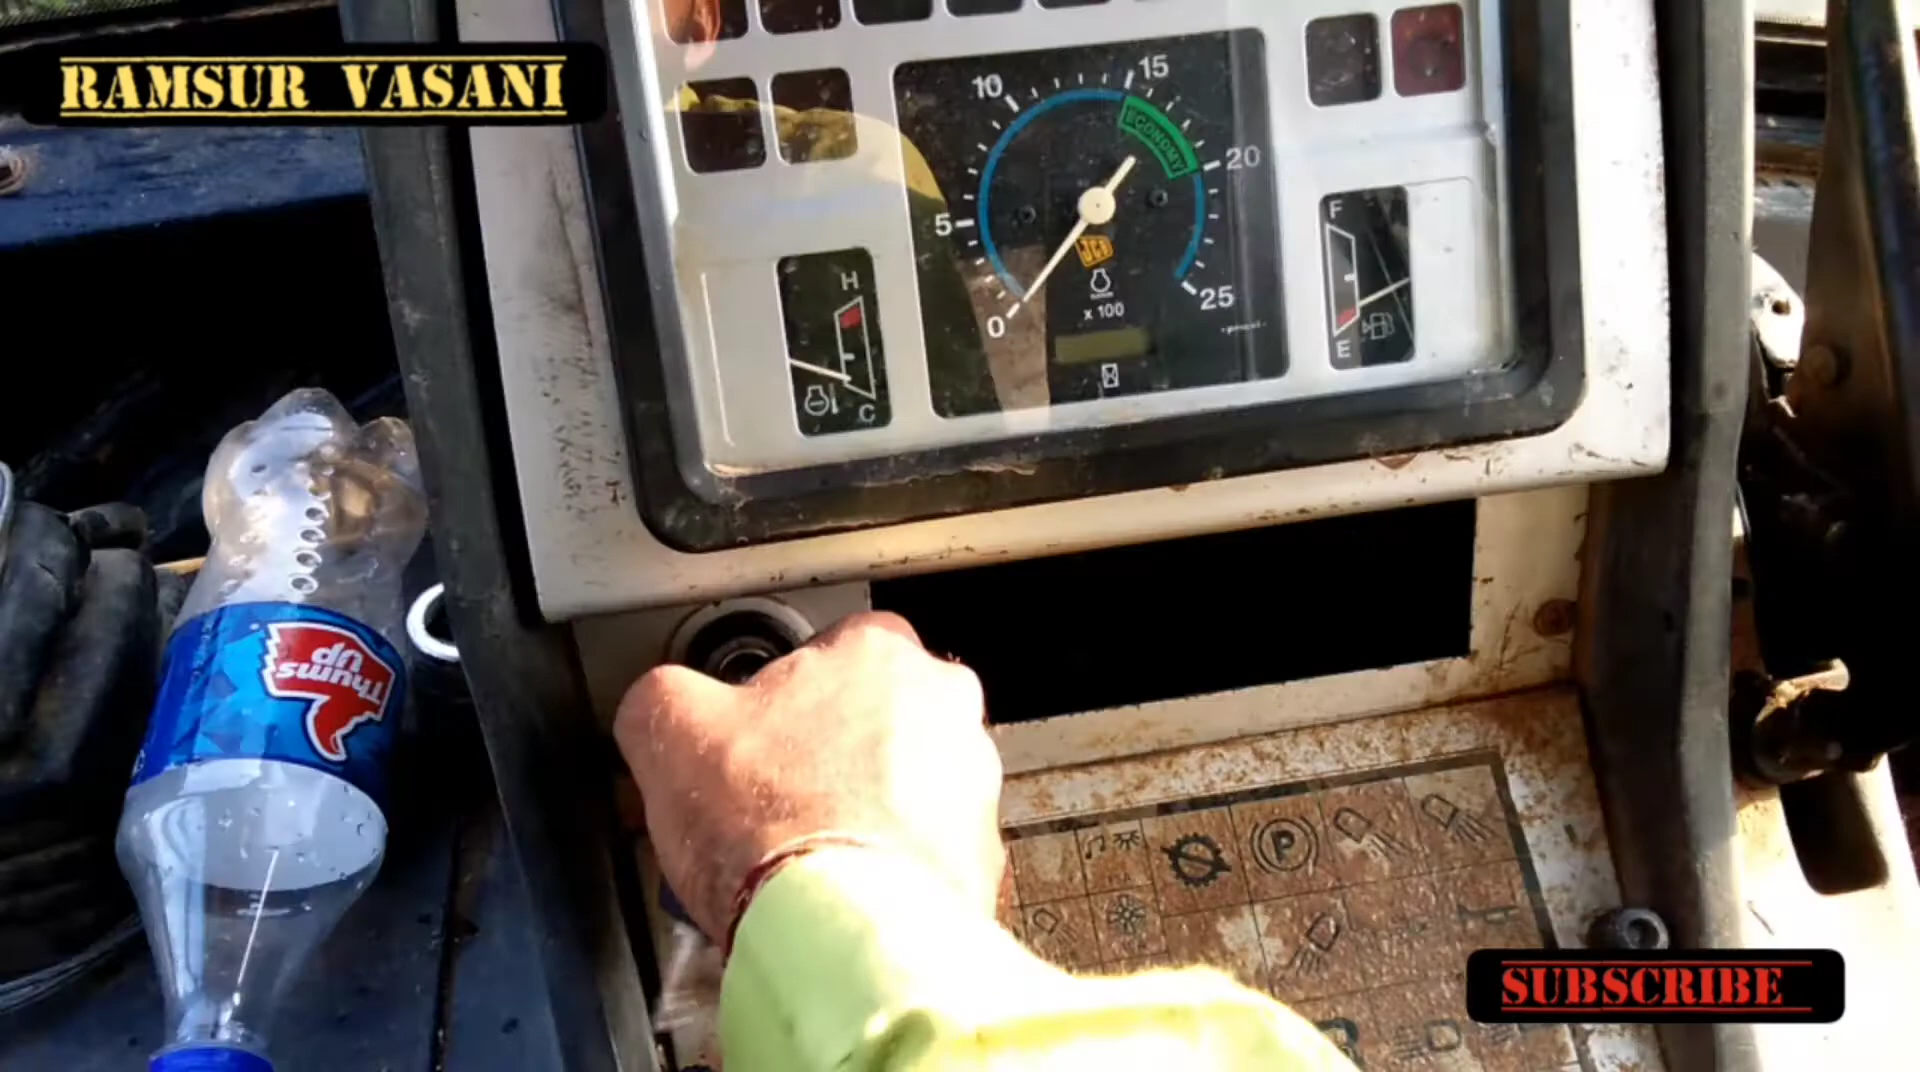 RAMSUR VASANI
10
15
ECONOMY
20
5
JCB
H
F
x 100
25
0
E
C
Thums
UP
P
R
SUBSCRIBE